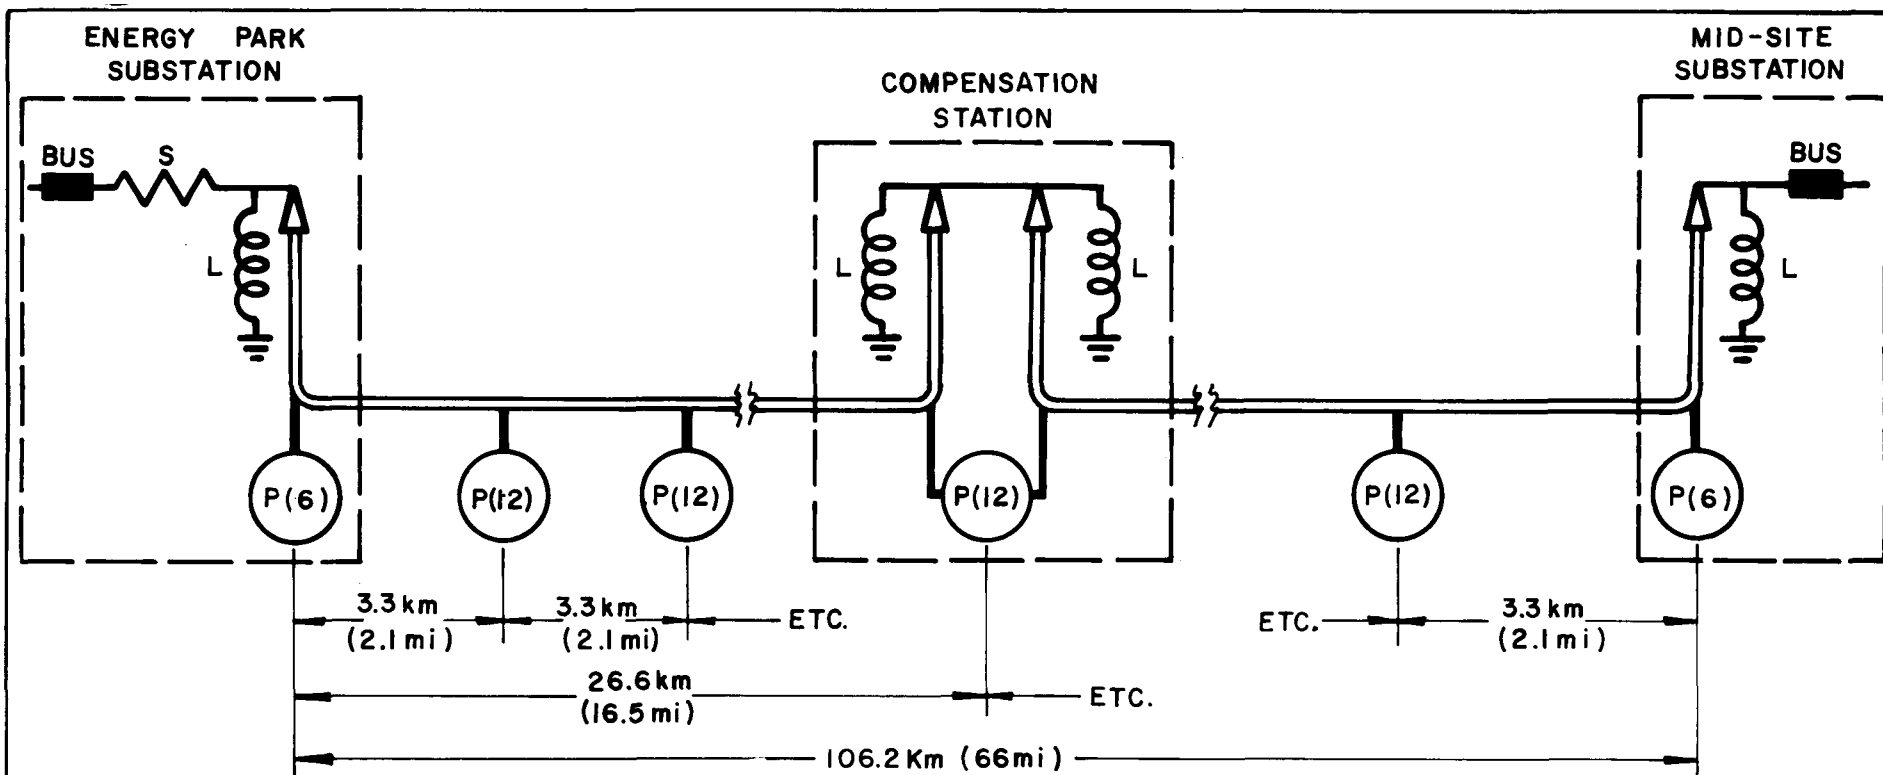 ENERGY PARK
SUBSTATION
COMPENSATION
STATION
MID-SITE
SUBSTATION
BUS
S
BUS
L
L
L
L
P(6)
P(12)
P(12)
P(12)
P(12)
P(6)
3.3 km
(2.1 mi)
3.3 km
(2.1 mi)
ETC.
ETC.
3.3 km
(2.1 mi)
26.6 km
(16.5 mi)
ETC.
106.2 Km (66mi)